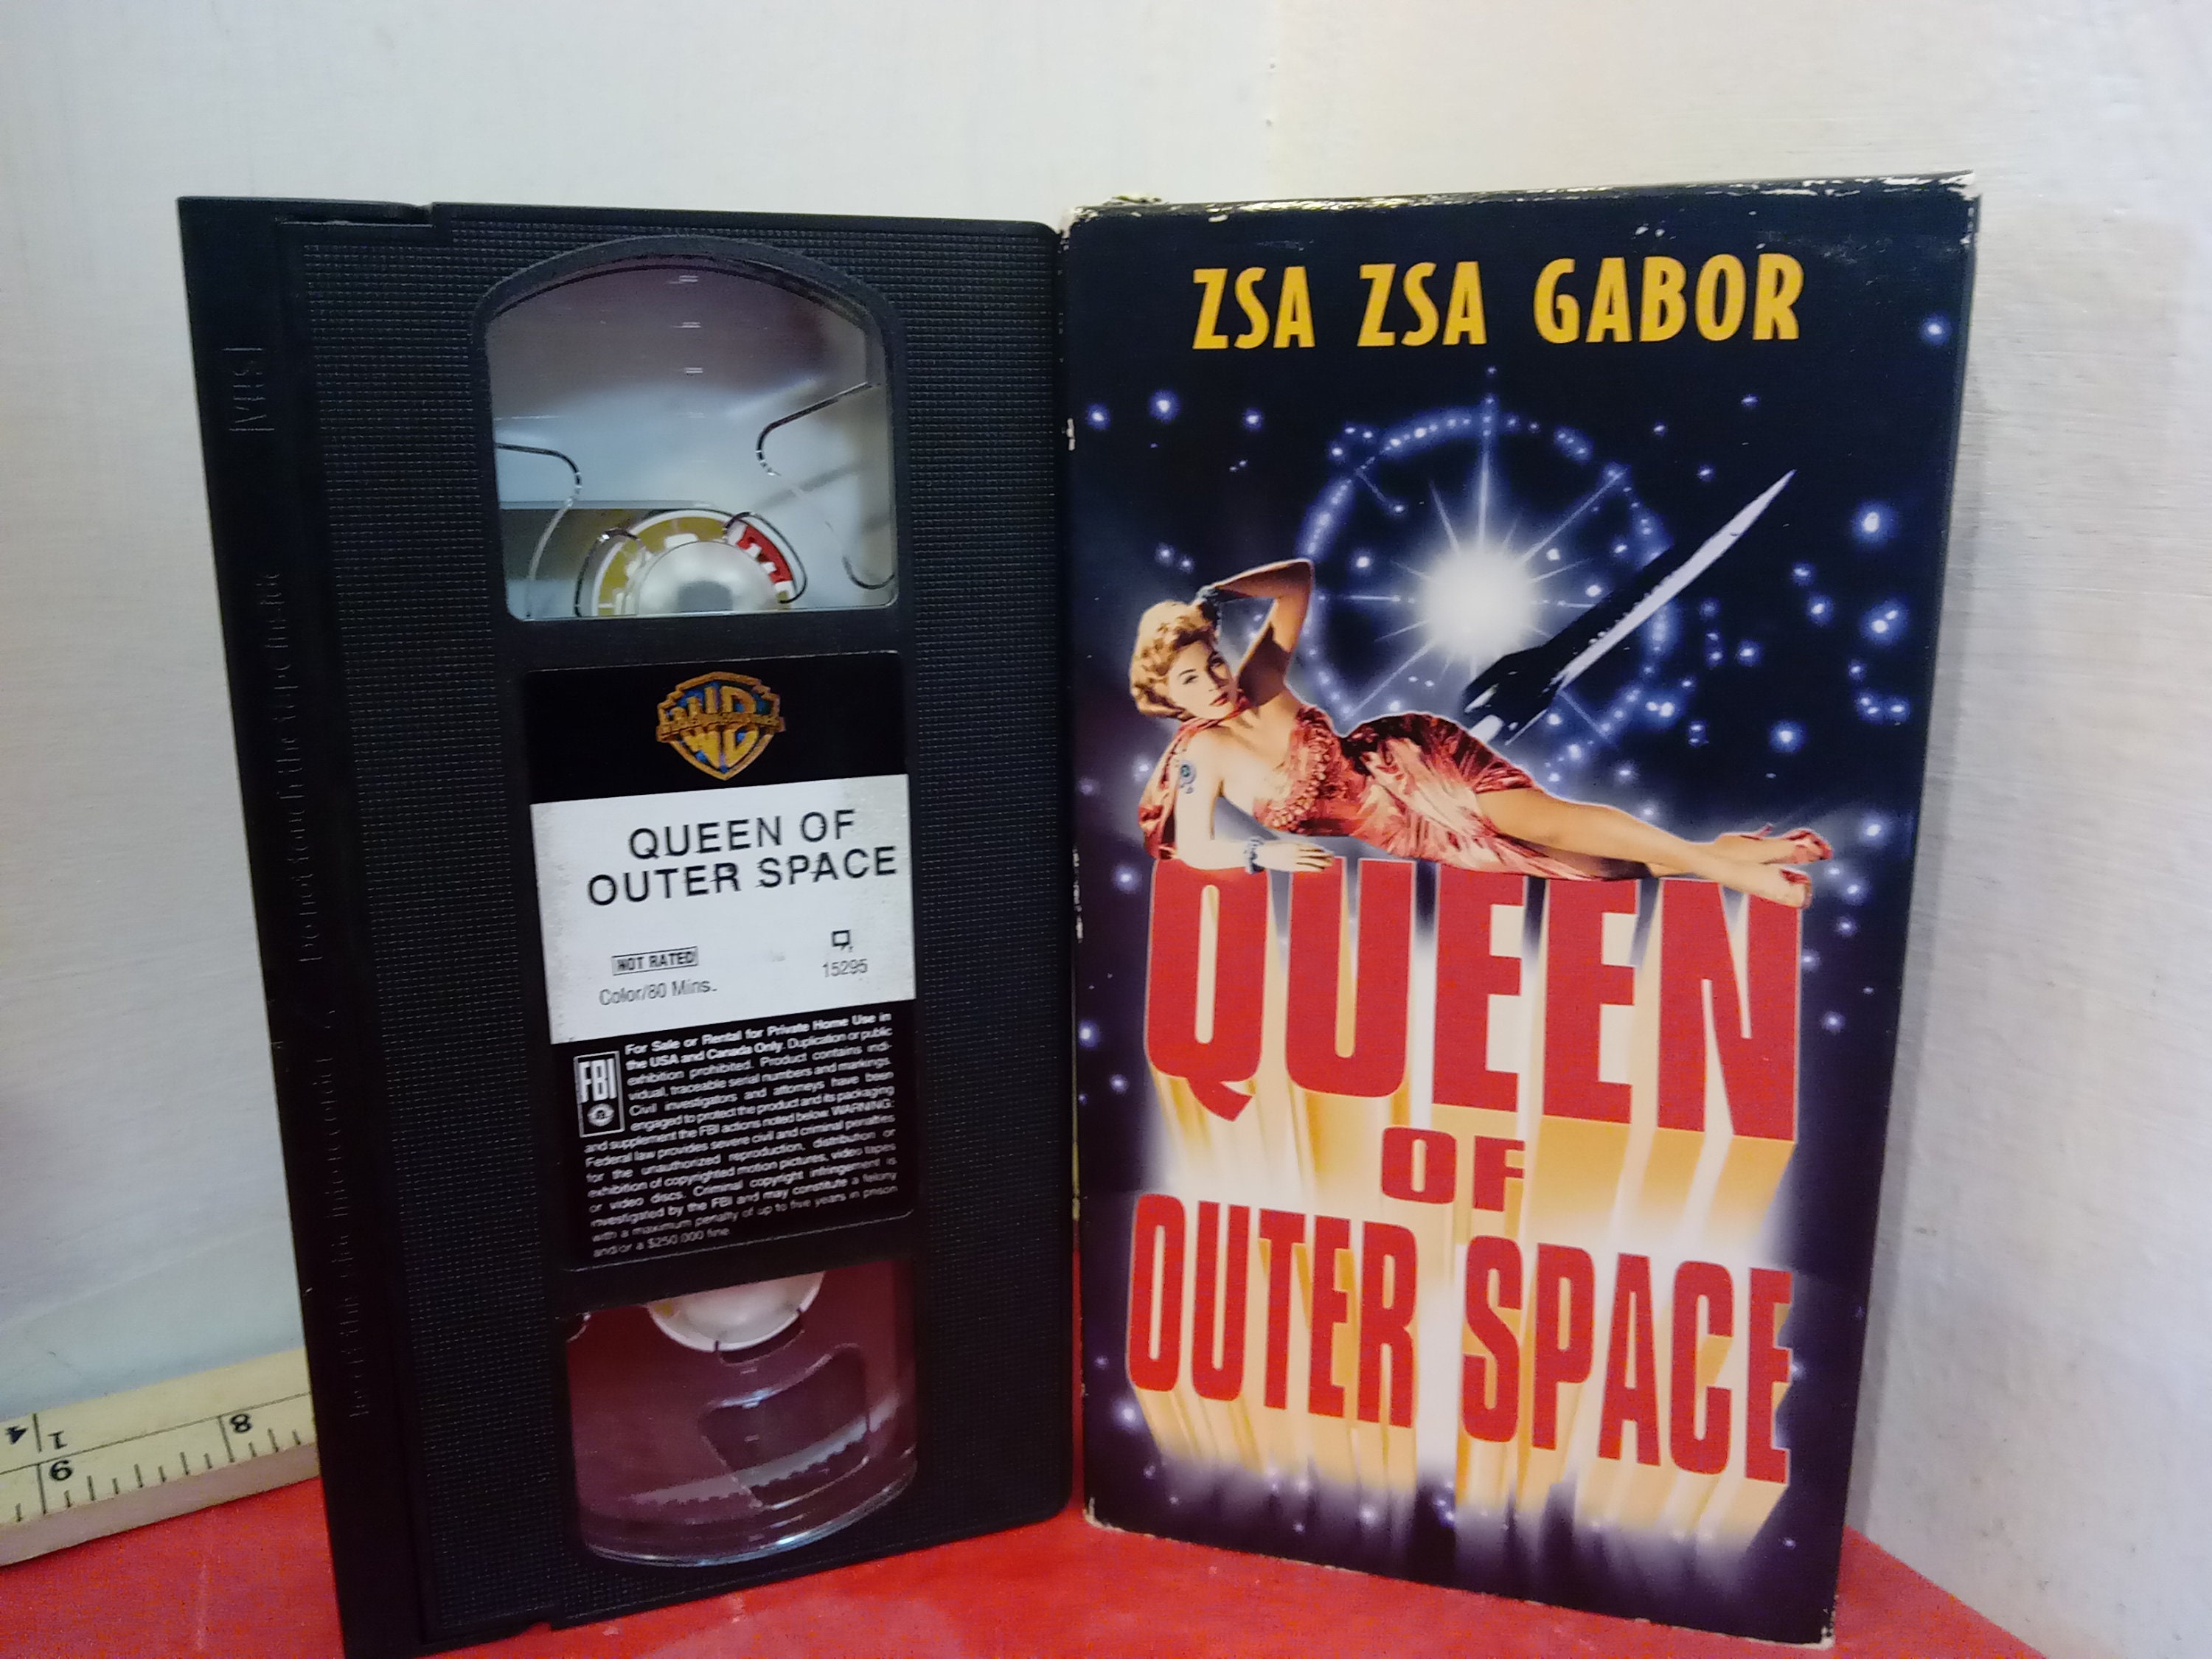 VHS
QUEEN OF
OUTER SPACE
NOT RATED
15295
Color/80 Mins.
FBI
For Sale or Rental for Private Home Use in
the USA and Canada Only. Duplication or public
exhibition prohibited. Product contains indi-
vidual, traceable serial numbers and markings.
Civil investigators and attorneys have been
engaged to protect the product and its packaging
and supplement the FBI actions noted below. WARNING:
Federal law provides severe civil and criminal penalties
for the unauthorized reproduction, distribution or
exhibition of copyrighted motion pictures, video tapes
or video discs. Criminal copyright infringement is
investigated by the FBI and may constitute a felony
with a maximum penalty of up to five years in prison
and/or a $250,000 fine.
ZSA ZSA GABOR
QUEEN
OF
OUTER SPACE
4 1 8
9